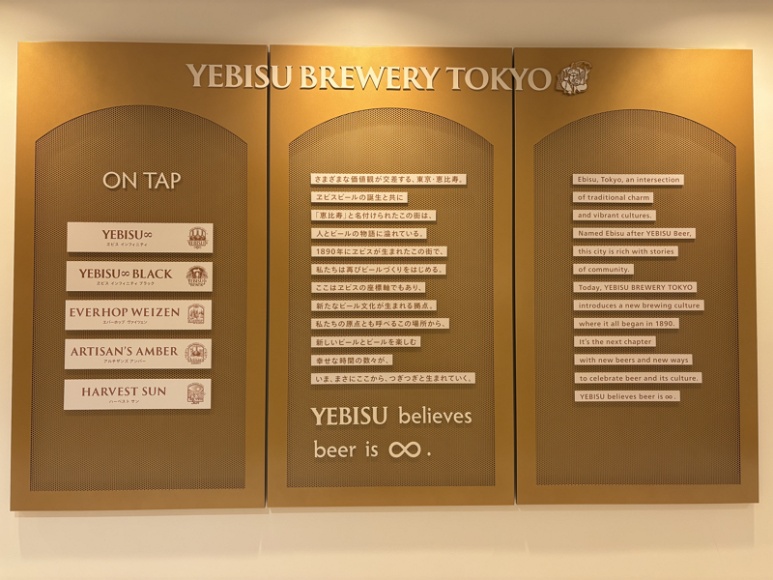 YEBISU BREWERY TOKYO
ON TAP
YEBISU∞
ヱビス インフィニティ
YEBISU∞ BLACK
ヱビス インフィニティ ブラック
EVERHOP WEIZEN
エバーホップ ヴァイツェン
ARTISAN'S AMBER
アルチザンズ アンバー
HARVEST SUN
ハーベスト サン
さまざまな価値観が交差する、東京・恵比寿。
ヱビスビールの誕生と共に
「恵比寿」と名付けられたこの街は、
人とビールの物語に溢れている。
1890年にヱビスが生まれたこの街で、
私たちは再びビールづくりをはじめる。
ここはヱビスの座標軸でもあり、
新たなビール文化が生まれる拠点。
私たちの原点とも呼べるこの場所から、
新しいビールとビールを楽しむ
幸せな時間の数々が、
いま、まさにここから、つぎつぎと生まれていく。
YEBISU believes
beer is ∞.
Ebisu, Tokyo, an intersection
of traditional charm
and vibrant cultures.
Named Ebisu after YEBISU Beer,
this city is rich with stories
of community.
Today, YEBISU BREWERY TOKYO
introduces a new brewing culture
where it all began in 1890.
It's the next chapter
with new beers and new ways
to celebrate beer and its culture.
YEBISU believes beer is ∞.